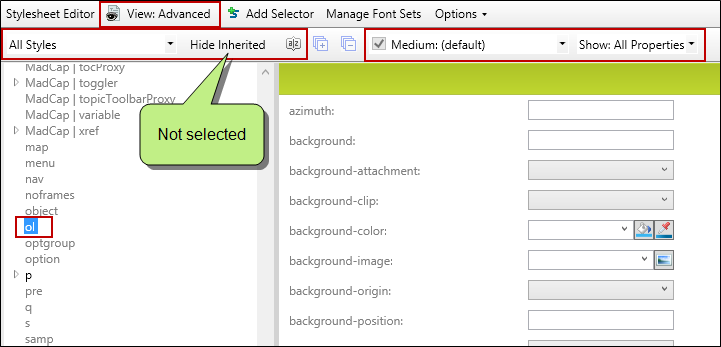 Stylesheet Editor View: Advanced Add Selector Manage Font Sets Options
All Styles Hide Inherited Medium: (default) Show: All Properties
MadCap | tocProxy
MadCap | toggler
MadCap | topicToolbarProxy
MadCap | variable
MadCap | xref
map
menu
nav
noframes
object
ol
optgroup
option
p
pre
q
s
samp
Not selected
azimuth:
background:
background-attachment:
background-clip:
background-color:
background-image:
background-origin:
background-position: